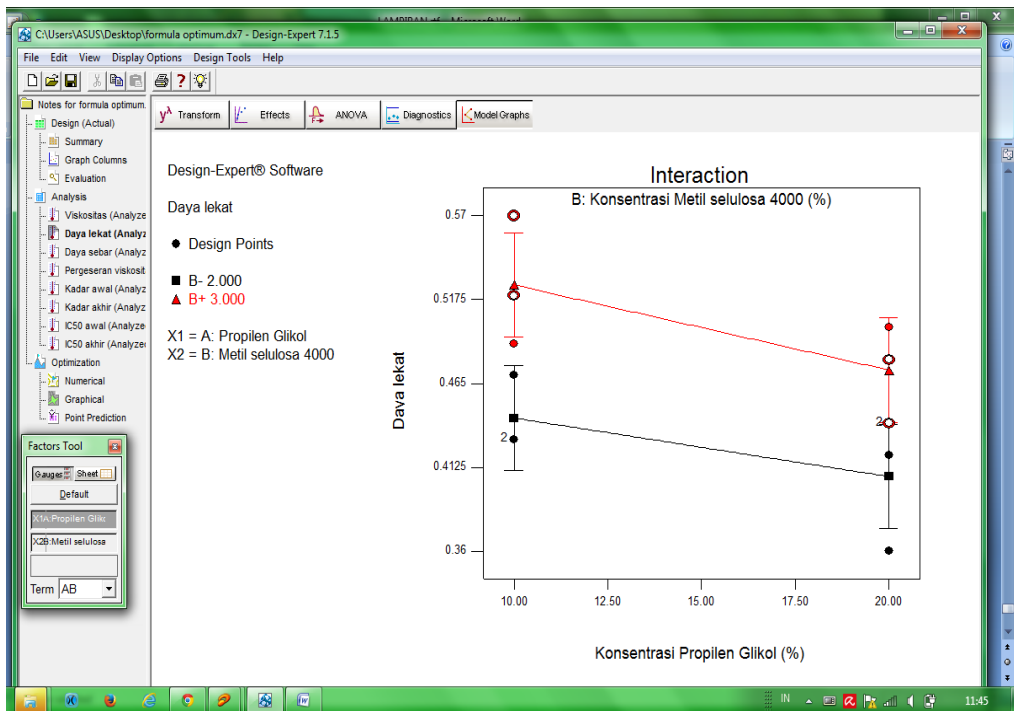 LAMPIRAN.rtf - Microsoft Word
C:\Users\ASUS\Desktop\formula optimum.dx7 - Design-Expert 7.1.5
File Edit View Display Options Design Tools Help
Notes for formula optimum.
Design (Actual)
Summary
Graph Columns
Evaluation
Analysis
Viskositas (Analyze
Daya lekat (Analyz
Daya sebar (Analyz
Pergeseran viskosit
Kadar awal (Analyz
Kadar akhir (Analyz
IC50 awal (Analyze
IC50 akhir (Analyze
Optimization
Numerical
Graphical
Point Prediction
Factors Tool
Gauges Sheet
Default
X1A:Propilen Glik
X2B:Metil selulosa
Term AB
yλ Transform Effects ANOVA Diagnostics Model Graphs
Design-Expert® Software
Daya lekat
Design Points
B- 2.000
B+ 3.000
X1 = A: Propilen Glikol
X2 = B: Metil selulosa 4000
Interaction
B: Konsentrasi Metil selulosa 4000 (%)
Daya lekat
0.57
0.5175
0.465
0.4125
0.36
2
2
10.00 12.50 15.00 17.50 20.00
Konsentrasi Propilen Glikol (%)
IN 11:45